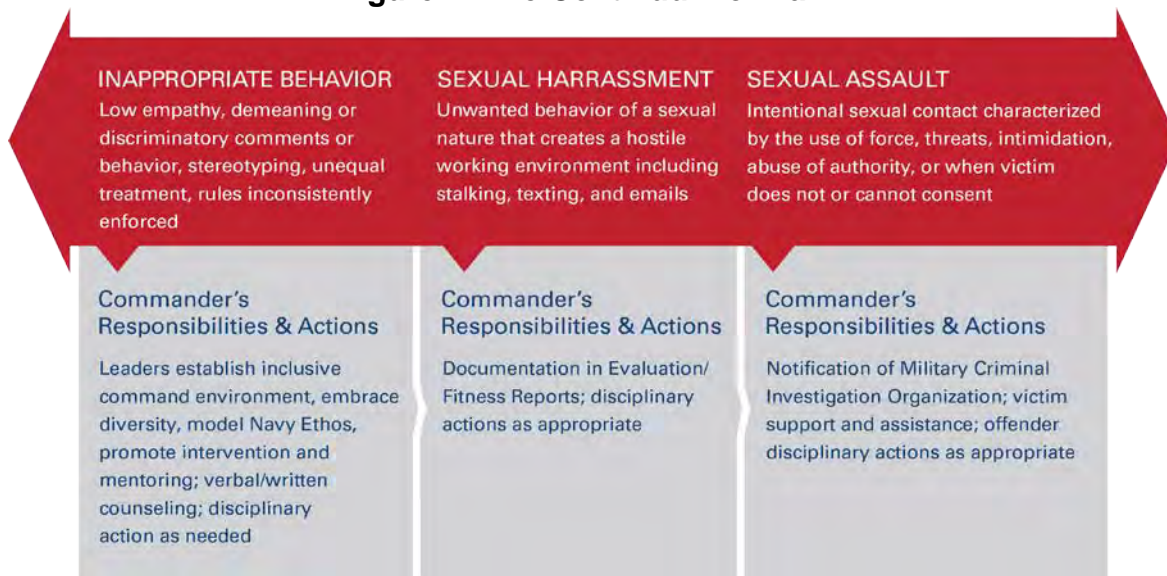 INAPPROPRIATE BEHAVIOR
Low empathy, demeaning or
discriminatory comments or
behavior, stereotyping, unequal
treatment, rules inconsistently
enforced
SEXUAL HARRASSMENT
Unwanted behavior of a sexual
nature that creates a hostile
working environment including
stalking, texting, and emails
SEXUAL ASSAULT
Intentional sexual contact characterized
by the use of force, threats, intimidation,
abuse of authority, or when victim
does not or cannot consent
Commander's
Responsibilities & Actions
Leaders establish inclusive
command environment, embrace
diversity, model Navy Ethos,
promote intervention and
mentoring; verbal/written
counseling; disciplinary
action as needed
Commander's
Responsibilities & Actions
Documentation in Evaluation/
Fitness Reports; disciplinary
actions as appropriate
Commander's
Responsibilities & Actions
Notification of Military Criminal
Investigation Organization; victim
support and assistance; offender
disciplinary actions as appropriate